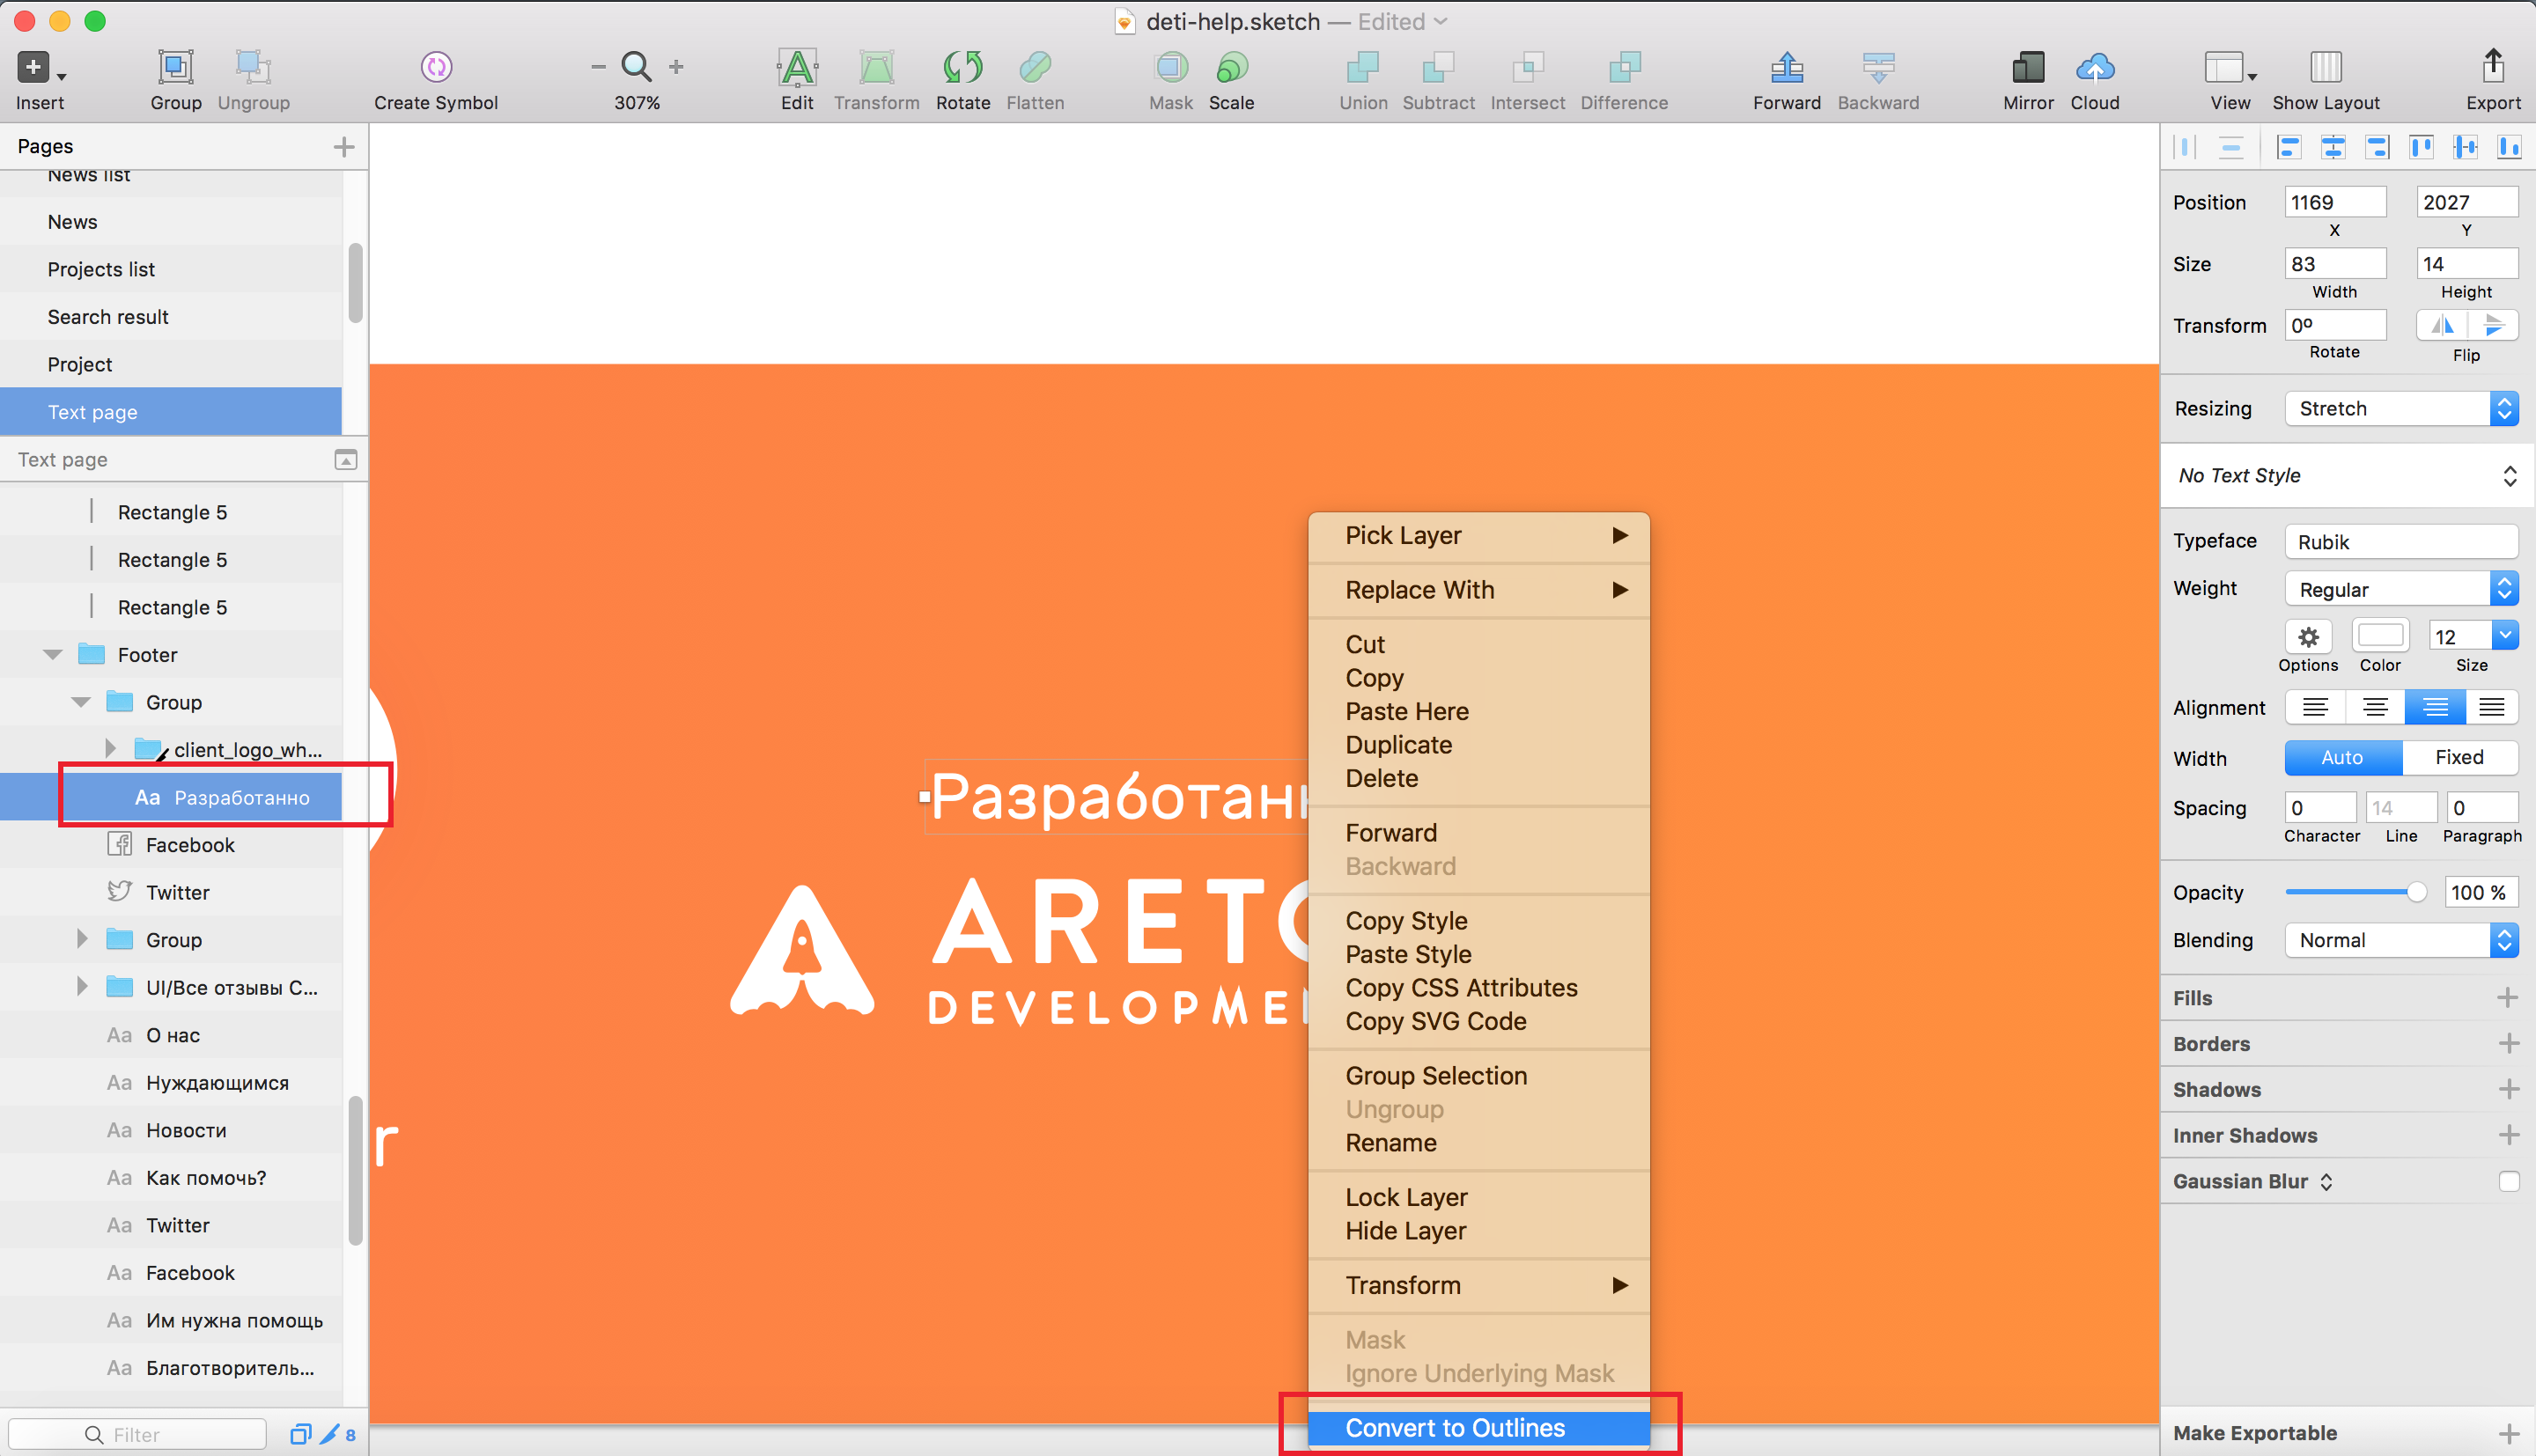 deti-help.sketch — Edited
Insert
Group
Ungroup
Create Symbol
307%
Edit
Transform
Rotate
Flatten
Mask
Scale
Union
Subtract
Intersect
Difference
Forward
Backward
Mirror
Cloud
View
Show Layout
Export
Pages
News list
News
Projects list
Search result
Project
Text page
Text page
Rectangle 5
Rectangle 5
Rectangle 5
Footer
Group
client_logo_wh...
Aa Разработанно
Facebook
Twitter
Group
UI/Все отзывы С...
Aa О нас
Aa Нуждающимся
Aa Новости
Aa Как помочь?
Aa Twitter
Aa Facebook
Aa Им нужна помощь
Aa Благотворитель...
Filter
8
r
Разработан
ARETO
DEVELOPMEN
Pick Layer
Replace With
Cut
Copy
Paste Here
Duplicate
Delete
Forward
Backward
Copy Style
Paste Style
Copy CSS Attributes
Copy SVG Code
Group Selection
Ungroup
Rename
Lock Layer
Hide Layer
Transform
Mask
Ignore Underlying Mask
Convert to Outlines
Position 1169 2027
X Y
Size 83 14
Width Height
Transform 0º
Rotate Flip
Resizing Stretch
No Text Style
Typeface Rubik
Weight Regular
12
Options Color Size
Alignment
Width Auto Fixed
Spacing 0 14 0
Character Line Paragraph
Opacity 100 %
Blending Normal
Fills
Borders
Shadows
Inner Shadows
Gaussian Blur
Make Exportable